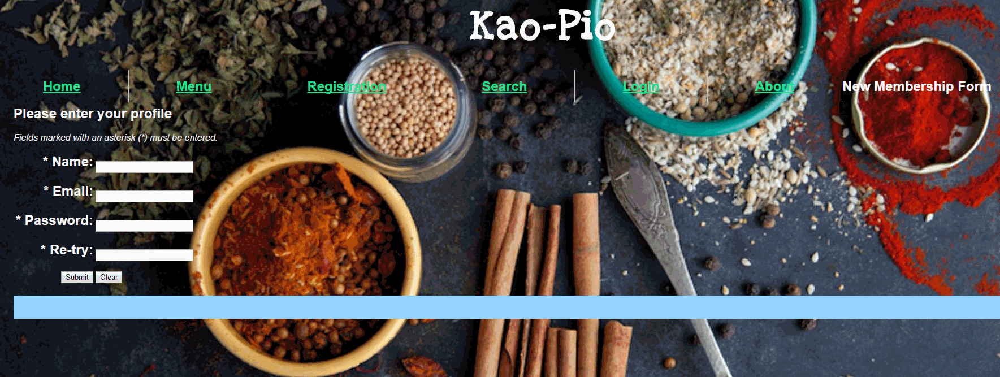 Kao-Pio
Home Menu Registration Search Login About New Membership Form
Please enter your profile
Fields marked with an asterisk (*) must be entered.
* Name:
* Email:
* Password:
* Re-try:
Submit Clear